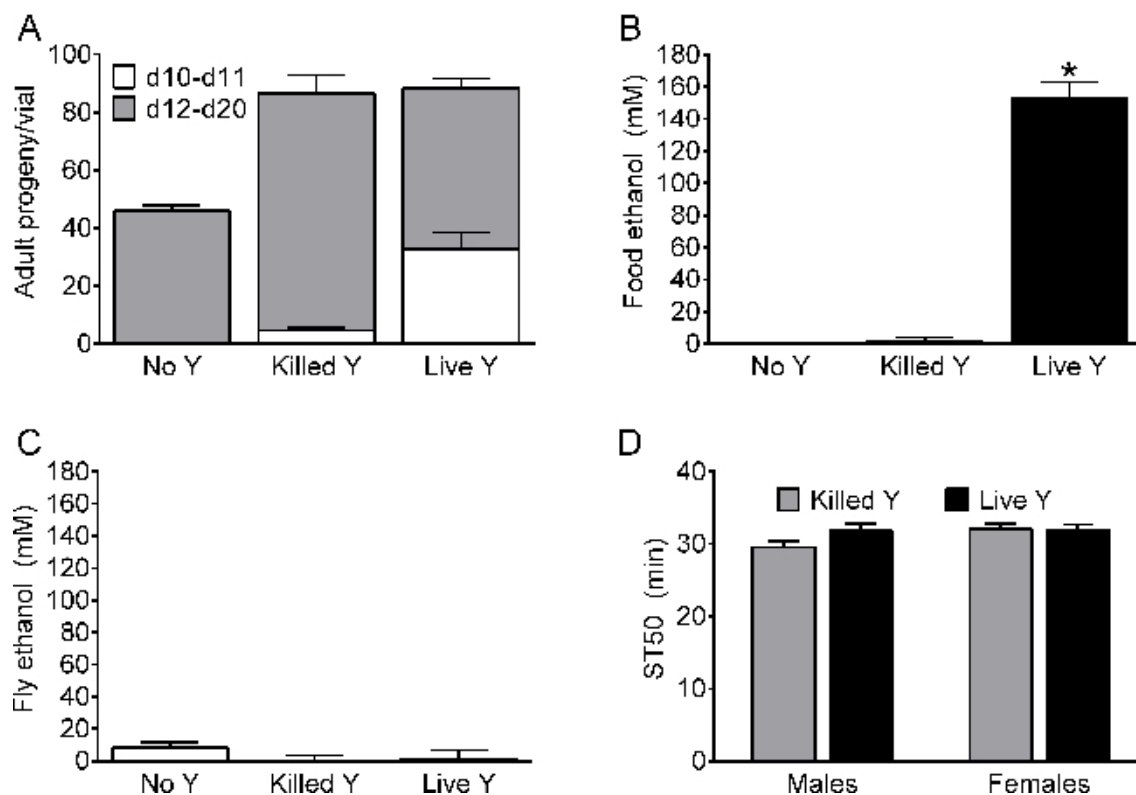 A
Adult progeny/vial
100
80
60
40
20
0
d10-d11
d12-d20
No Y Killed Y Live Y
B
Food ethanol (mM)
180
160
140
120
100
80
60
40
20
0
*
No Y Killed Y Live Y
C
Fly ethanol (mM)
180
160
140
120
100
80
60
40
20
0
No Y Killed Y Live Y
D
ST50 (min)
40
30
20
10
0
Killed Y Live Y
Males Females